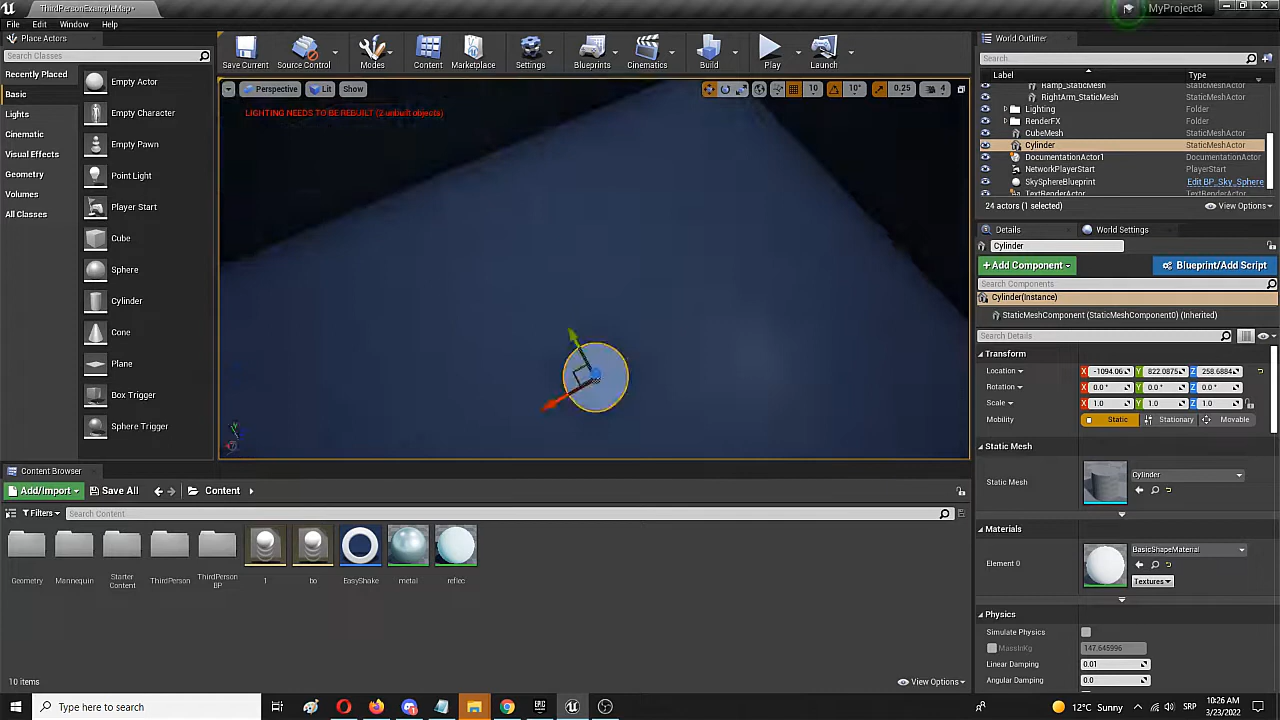 ThirdPersonExampleMap*
MyProject8
File Edit Window Help
Place Actors
Search Classes
Recently Placed
Basic
Lights
Cinematic
Visual Effects
Geometry
Volumes
All Classes
Empty Actor
Empty Character
Empty Pawn
Point Light
Player Start
Cube
Sphere
Cylinder
Cone
Plane
Box Trigger
Sphere Trigger
Save Current Source Control Modes Content Marketplace Settings Blueprints Cinematics Build Play Launch
Perspective Lit Show 10 10° 0.25 4
LIGHTING NEEDS TO BE REBUILT (2 unbuilt objects)
World Outliner
Search...
Label Type
Ramp_StaticMesh StaticMeshActor
RightArm_StaticMesh StaticMeshActor
Lighting Folder
RenderFX Folder
CubeMesh StaticMeshActor
Cylinder StaticMeshActor
DocumentationActor1 DocumentationActor
NetworkPlayerStart PlayerStart
SkySphereBlueprint Edit BP_Sky_Sphere
TextRenderActor TextRenderActor
24 actors (1 selected) View Options
Details World Settings
Cylinder
+Add Component Blueprint/Add Script
Search Components
Cylinder(Instance)
StaticMeshComponent (StaticMeshComponent0) (Inherited)
Search Details
Transform
Location X -1094.06 Y 822.0875 Z 258.6884
Rotation X 0.0° Y 0.0° Z 0.0°
Scale X 1.0 Y 1.0 Z 1.0
Mobility Static Stationary Movable
Static Mesh
Static Mesh Cylinder
Materials
Element 0 BasicShapeMaterial
Textures
Physics
Simulate Physics
MassInKg 147.645996
Linear Damping 0.01
Angular Damping 0.0
Content Browser
Add/Import Save All Content
Filters Search Content
Geometry Mannequin Starter Content ThirdPerson ThirdPerson BP 1 bo EasyShake metal reflec
10 items View Options
Type here to search
12°C Sunny SRP 10:26 AM
3/23/2022